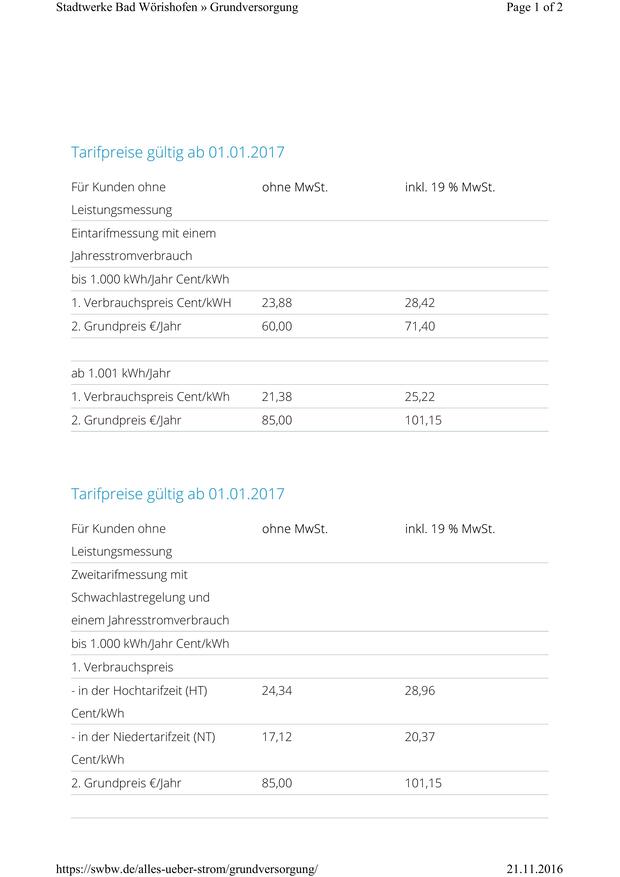 Stadtwerke Bad Wörishofen » Grundversorgung Page 1 of 2
Tarifpreise gültig ab 01.01.2017
Für Kunden ohne ohne MwSt. inkl. 19 % MwSt.
Leistungsmessung
Eintarifmessung mit einem
Jahresstromverbrauch
bis 1.000 kWh/Jahr Cent/kWh
1. Verbrauchspreis Cent/kWH 23,88 28,42
2. Grundpreis €/Jahr 60,00 71,40
ab 1.001 kWh/Jahr
1. Verbrauchspreis Cent/kWh 21,38 25,22
2. Grundpreis €/Jahr 85,00 101,15
Tarifpreise gültig ab 01.01.2017
Für Kunden ohne ohne MwSt. inkl. 19 % MwSt.
Leistungsmessung
Zweitarifmessung mit
Schwachlastregelung und
einem Jahresstromverbrauch
bis 1.000 kWh/Jahr Cent/kWh
1. Verbrauchspreis
- in der Hochtarifzeit (HT) 24,34 28,96
Cent/kWh
- in der Niedertarifzeit (NT) 17,12 20,37
Cent/kWh
2. Grundpreis €/Jahr 85,00 101,15
https://swbw.de/alles-ueber-strom/grundversorgung/ 21.11.2016